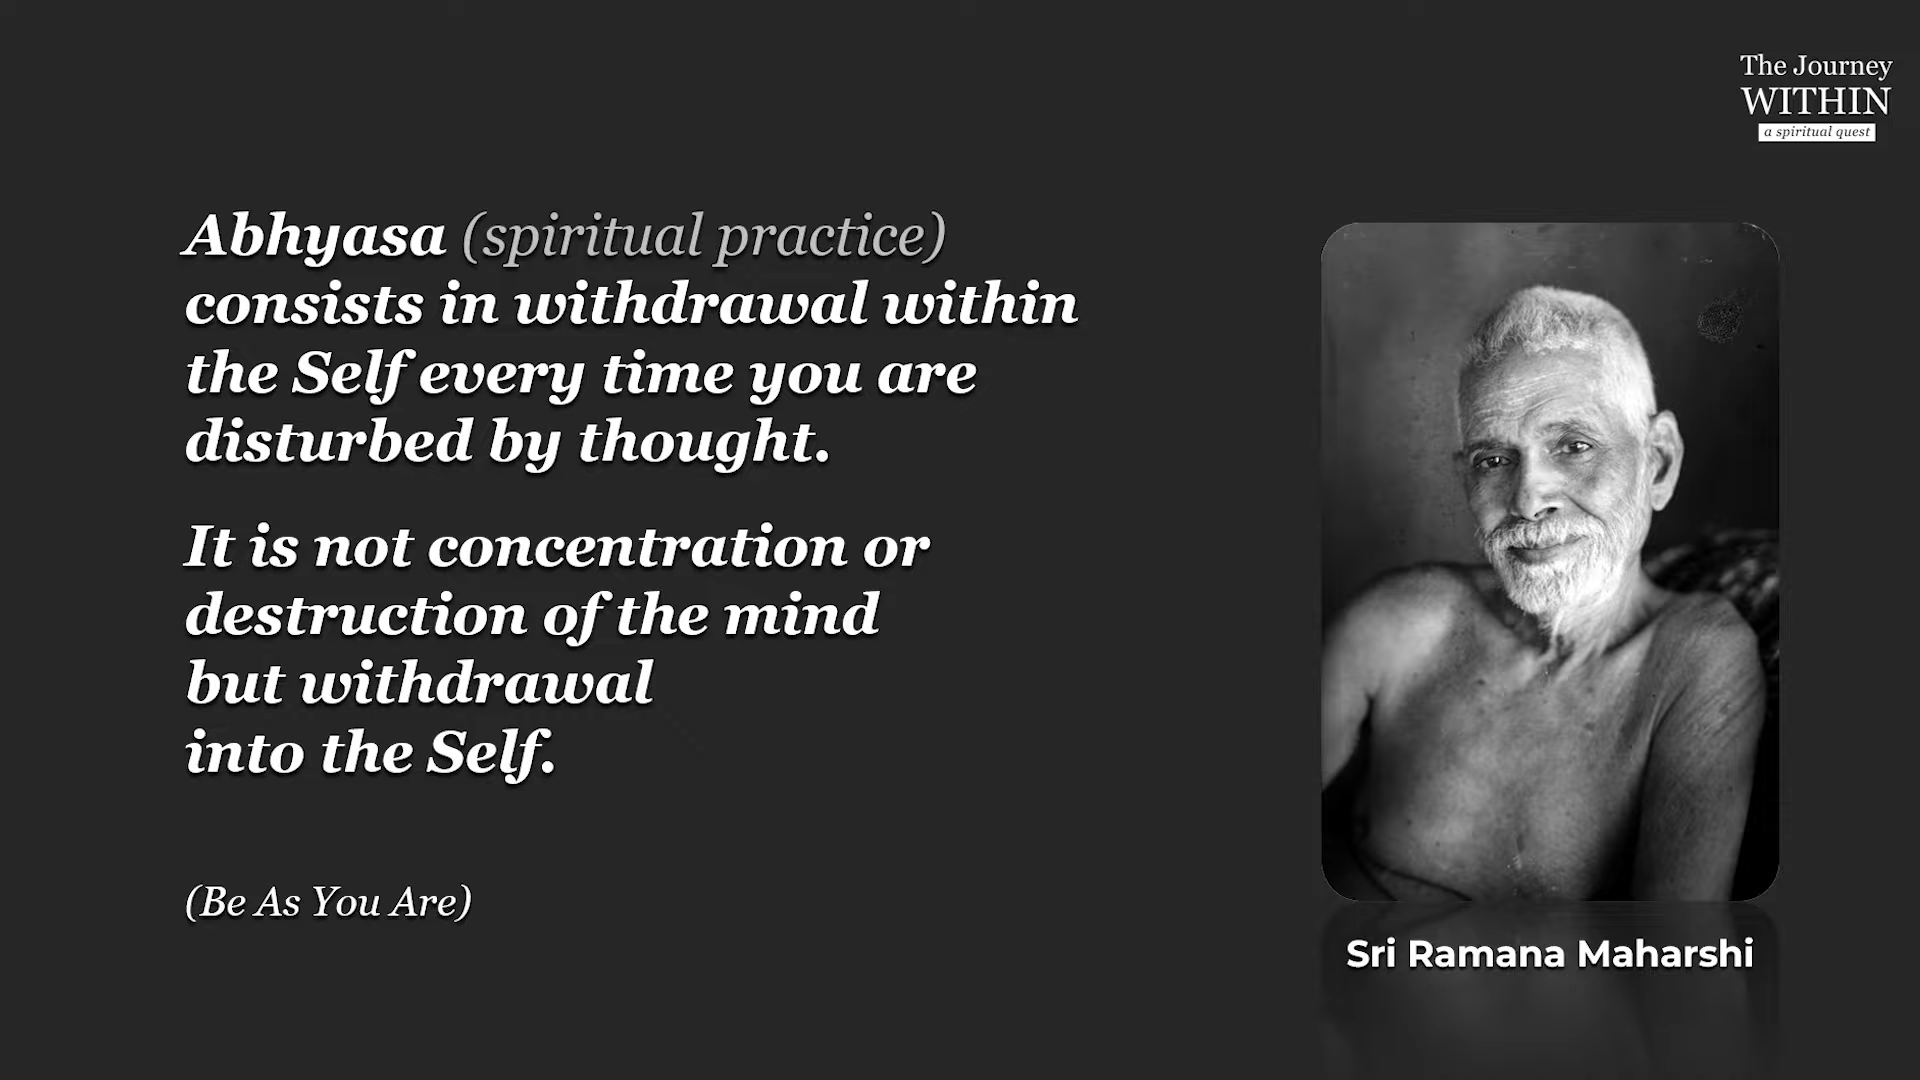 The Journey
WITHIN
a spiritual quest
Abhyasa (spiritual practice)
consists in withdrawal within
the Self every time you are
disturbed by thought.
It is not concentration or
destruction of the mind
but withdrawal
into the Self.
(Be As You Are)
Sri Ramana Maharshi